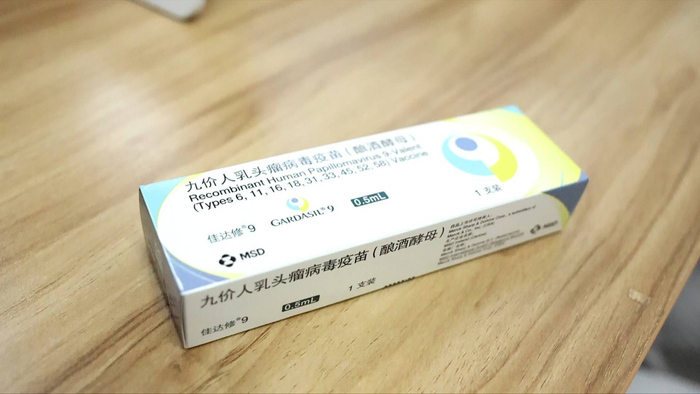 九价人乳头瘤病毒疫苗（酿酒酵母）
Recombinant Human Papillomavirus 9-Valent
(Types 6, 11, 16, 18, 31, 33, 45, 52, 58) Vaccine
佳达修®9
GARDASIL®9
0.5mL
1 支装
MSD
九价人乳头瘤病毒疫苗（酿酒酵母）
佳达修®9
0.5mL
1 支装
MSD